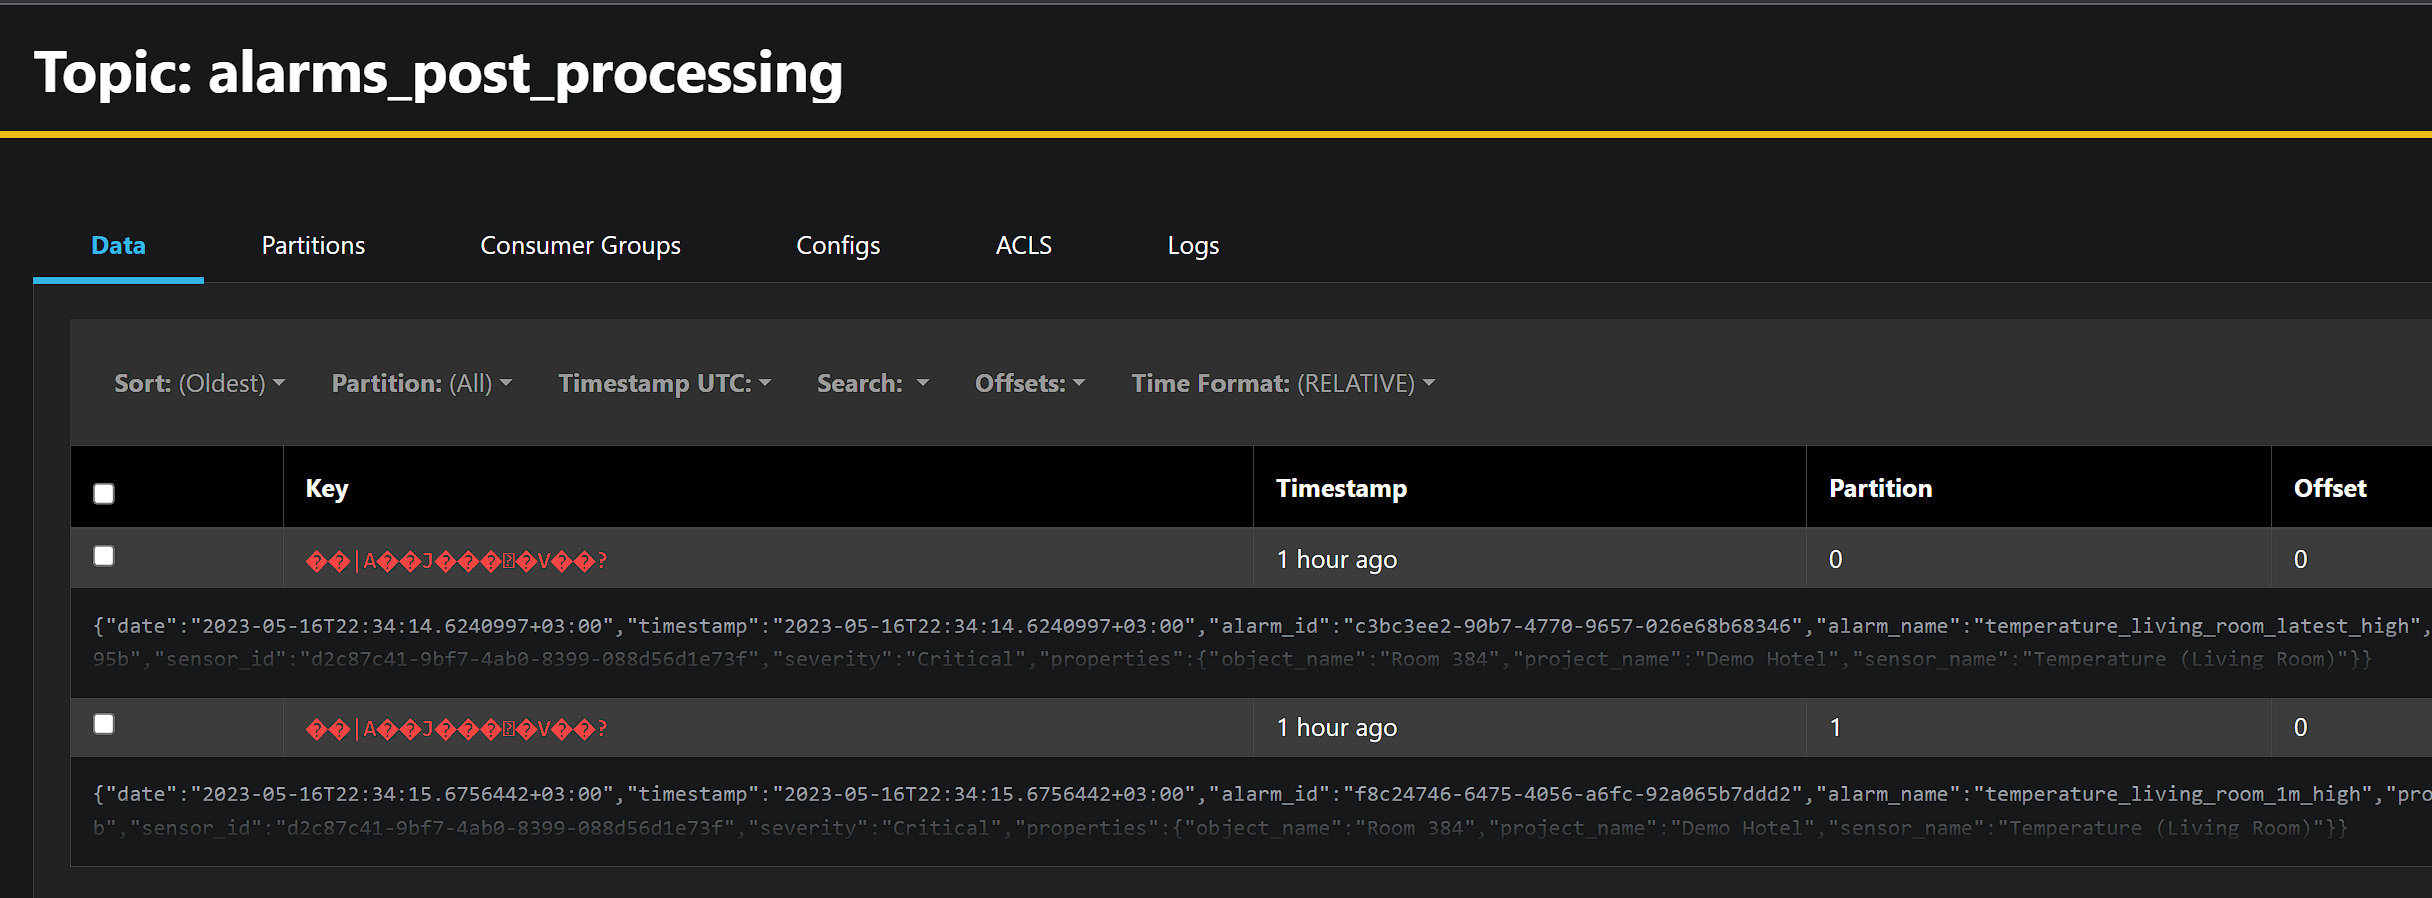 Topic: alarms_post_processing
Data Partitions Consumer Groups Configs ACLS Logs
Sort: (Oldest) Partition: (All) Timestamp UTC: Search: Offsets: Time Format: (RELATIVE)
Key Timestamp Partition Offset
��|A��J����V��? 1 hour ago 0 0
{"date":"2023-05-16T22:34:14.6240997+03:00","timestamp":"2023-05-16T22:34:14.6240997+03:00","alarm_id":"c3bc3ee2-90b7-4770-9657-026e68b68346","alarm_name":"temperature_living_room_latest_high",
95b","sensor_id":"d2c87c41-9bf7-4ab0-8399-088d56d1e73f","severity":"Critical","properties":{"object_name":"Room 384","project_name":"Demo Hotel","sensor_name":"Temperature (Living Room)"}}
��|A��J����V��? 1 hour ago 1 0
{"date":"2023-05-16T22:34:15.6756442+03:00","timestamp":"2023-05-16T22:34:15.6756442+03:00","alarm_id":"f8c24746-6475-4056-a6fc-92a065b7ddd2","alarm_name":"temperature_living_room_1m_high","pro
b","sensor_id":"d2c87c41-9bf7-4ab0-8399-088d56d1e73f","severity":"Critical","properties":{"object_name":"Room 384","project_name":"Demo Hotel","sensor_name":"Temperature (Living Room)"}}